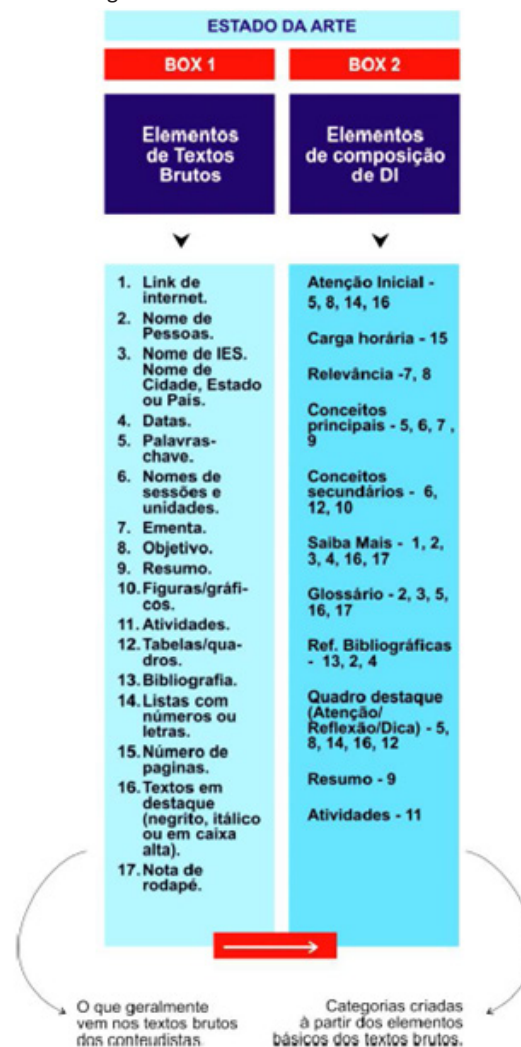 ESTADO DA ARTE
BOX 1
BOX 2
Elementos
de Textos
Brutos
Elementos
de composição
de DI
1. Link de
internet.
2. Nome de
Pessoas.
3. Nome de IES.
Nome de
Cidade, Estado
ou País.
4. Datas.
5. Palavras-
chave.
6. Nomes de
sessões e
unidades.
7. Ementa.
8. Objetivo.
9. Resumo.
10. Figuras/gráfi-
cos.
11. Atividades.
12. Tabelas/qua-
dros.
13. Bibliografia.
14. Listas com
números ou
letras.
15. Número de
paginas.
16. Textos em
destaque
(negrito, itálico
ou em caixa
alta).
17. Nota de
rodapé.
Atenção Inicial -
5, 8, 14, 16
Carga horária - 15
Relevância -7, 8
Conceitos
principais - 5, 6, 7 ,
9
Conceitos
secundários - 6,
12, 10
Saiba Mais - 1, 2,
3, 4, 16, 17
Glossário - 2, 3, 5,
16, 17
Ref. Bibliográficas
- 13, 2, 4
Quadro destaque
(Atenção/
Reflexão/Dica) - 5,
8, 14, 16, 12
Resumo - 9
Atividades - 11
O que geralmente
vem nos textos brutos
dos conteudistas.
Categorias criadas
à partir dos elementos
básicos dos textos brutos.